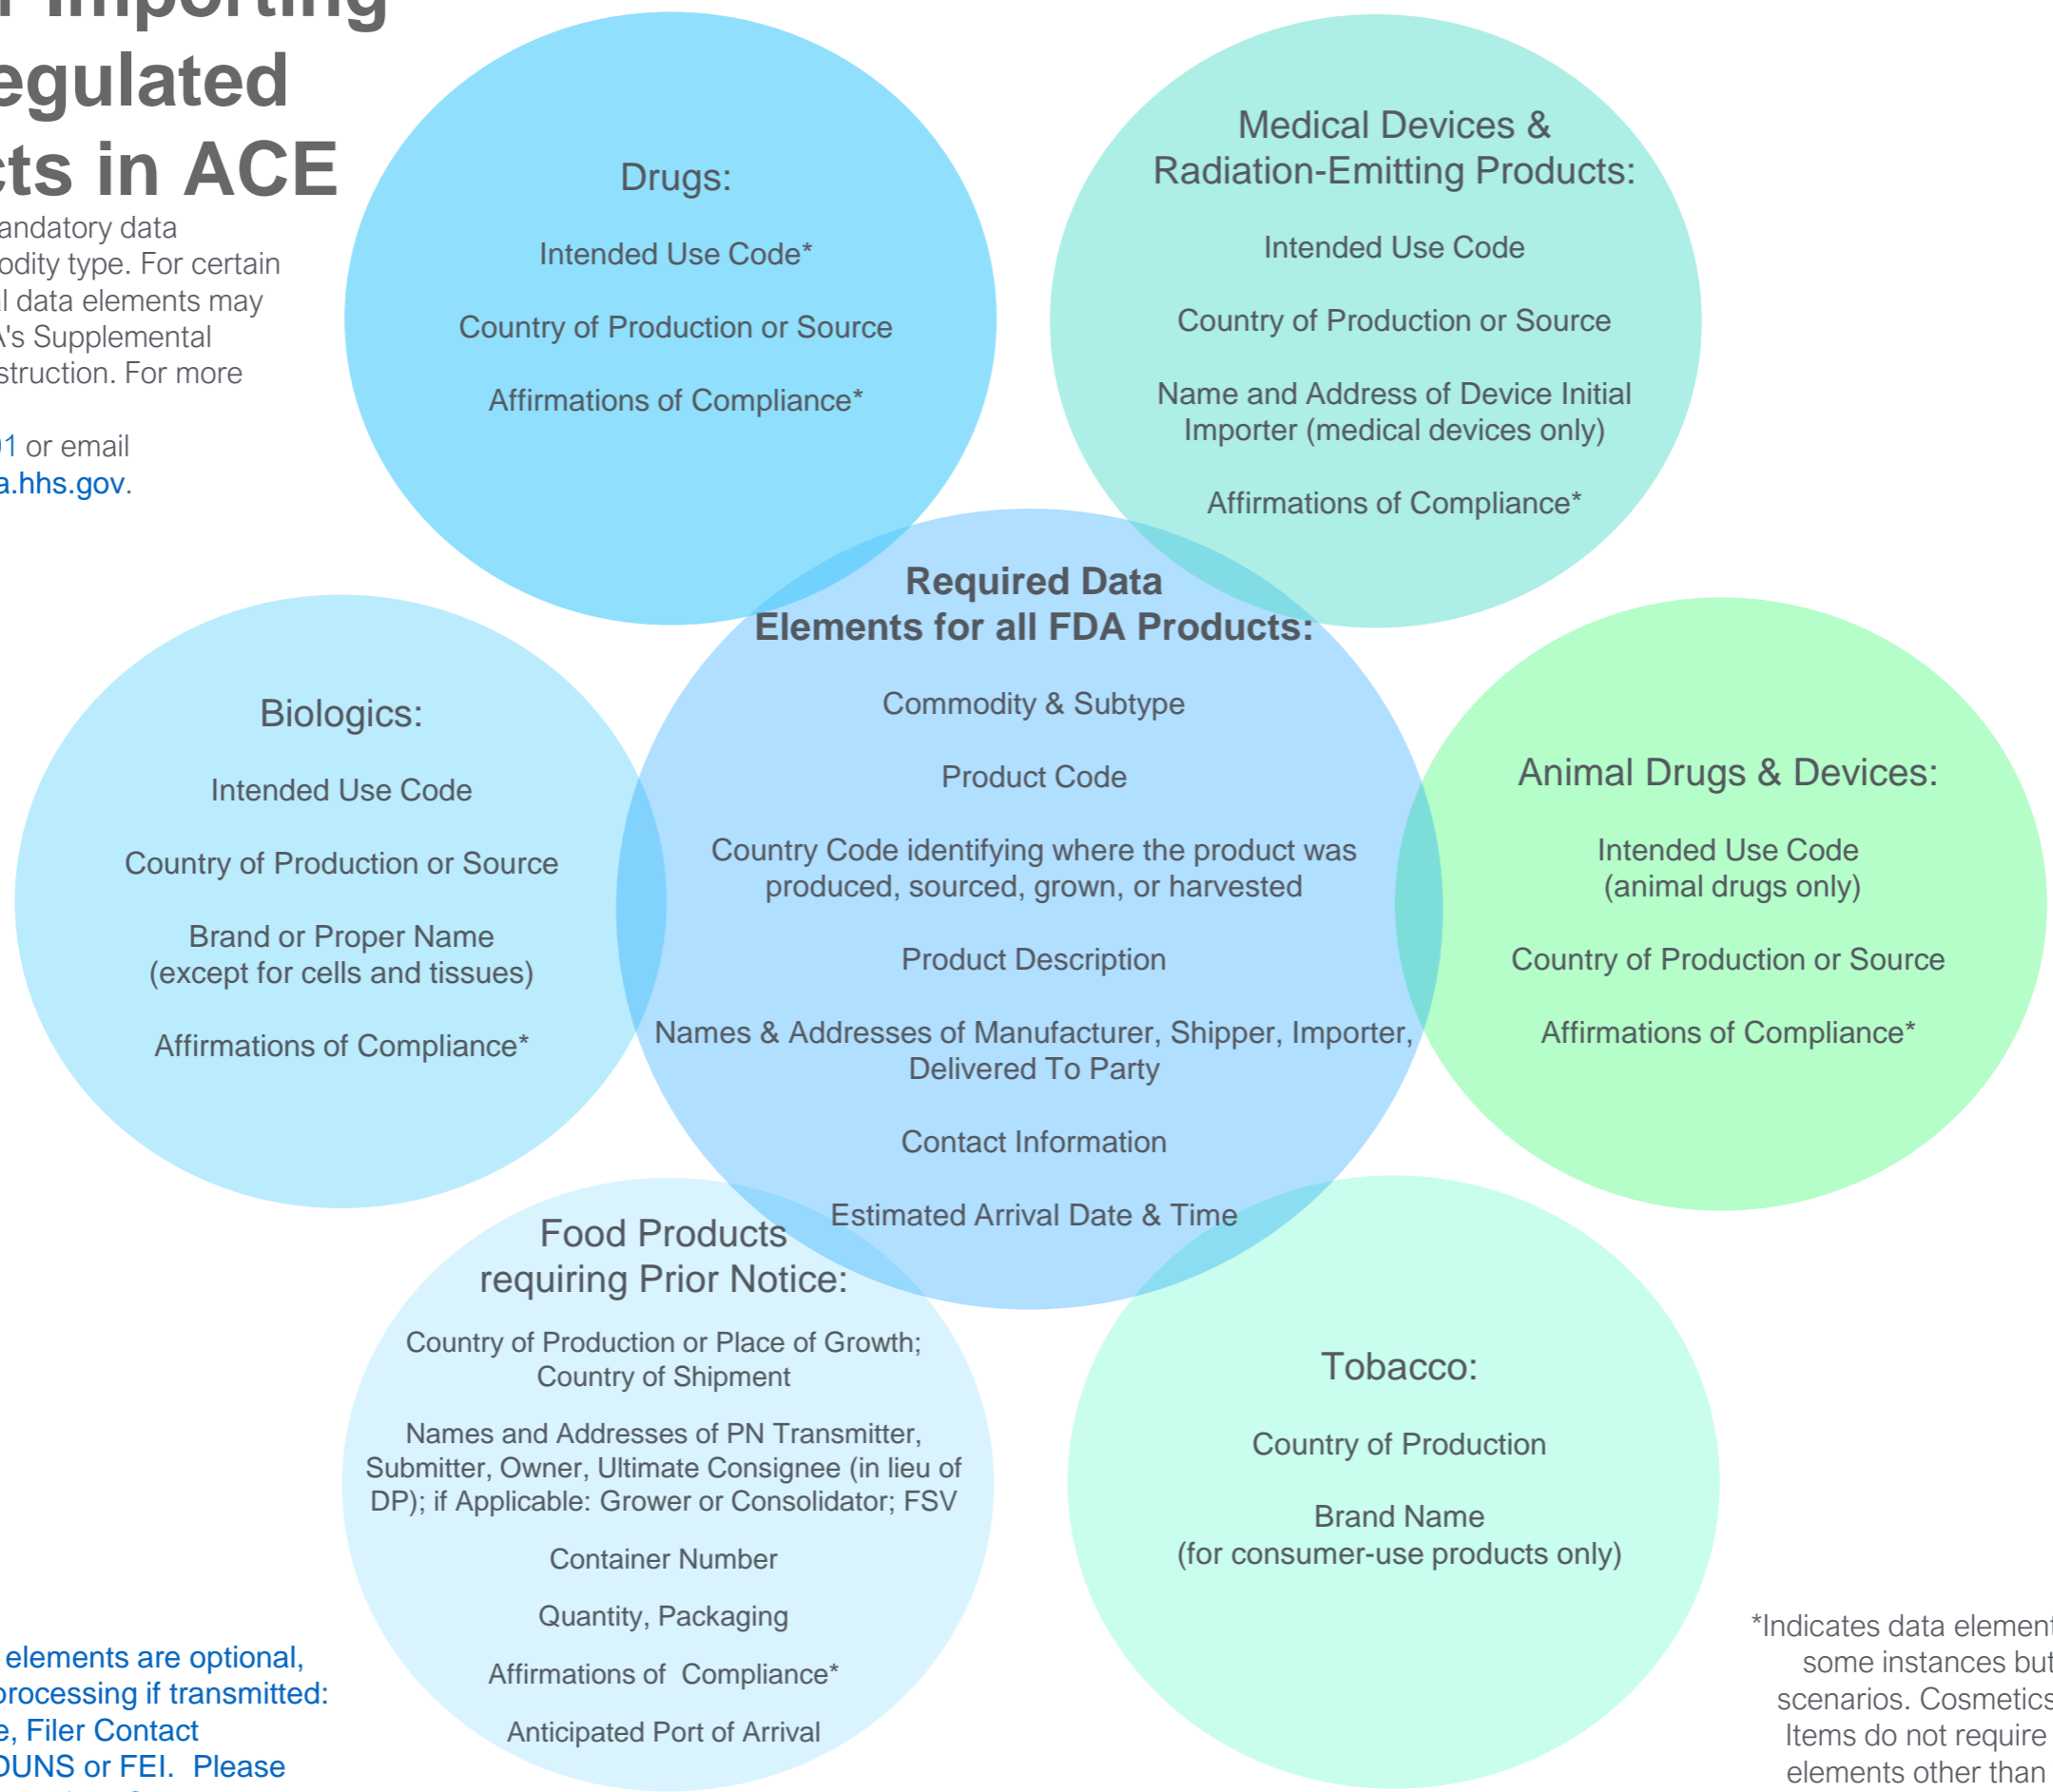 Importing
egulated
cts in ACE
andatory data
odity type. For certain
al data elements may
A's Supplemental
struction. For more
01 or email
a.hhs.gov.
Drugs:
Intended Use Code*
Country of Production or Source
Affirmations of Compliance*
Medical Devices &
Radiation-Emitting Products:
Intended Use Code
Country of Production or Source
Name and Address of Device Initial
Importer (medical devices only)
Affirmations of Compliance*
Required Data
Elements for all FDA Products:
Commodity & Subtype
Product Code
Country Code identifying where the product was
produced, sourced, grown, or harvested
Product Description
Names & Addresses of Manufacturer, Shipper, Importer,
Delivered To Party
Contact Information
Estimated Arrival Date & Time
Biologics:
Intended Use Code
Country of Production or Source
Brand or Proper Name
(except for cells and tissues)
Affirmations of Compliance*
Animal Drugs & Devices:
Intended Use Code
(animal drugs only)
Country of Production or Source
Affirmations of Compliance*
Food Products
requiring Prior Notice:
Country of Production or Place of Growth;
Country of Shipment
Names and Addresses of PN Transmitter,
Submitter, Owner, Ultimate Consignee (in lieu of
DP); if Applicable: Grower or Consolidator; FSV
Container Number
Quantity, Packaging
Affirmations of Compliance*
Anticipated Port of Arrival
Tobacco:
Country of Production
Brand Name
(for consumer-use products only)
elements are optional,
processing if transmitted:
e, Filer Contact
DUNS or FEI. Please
*Indicates data element
some instances but
scenarios. Cosmetics
Items do not require
elements other than